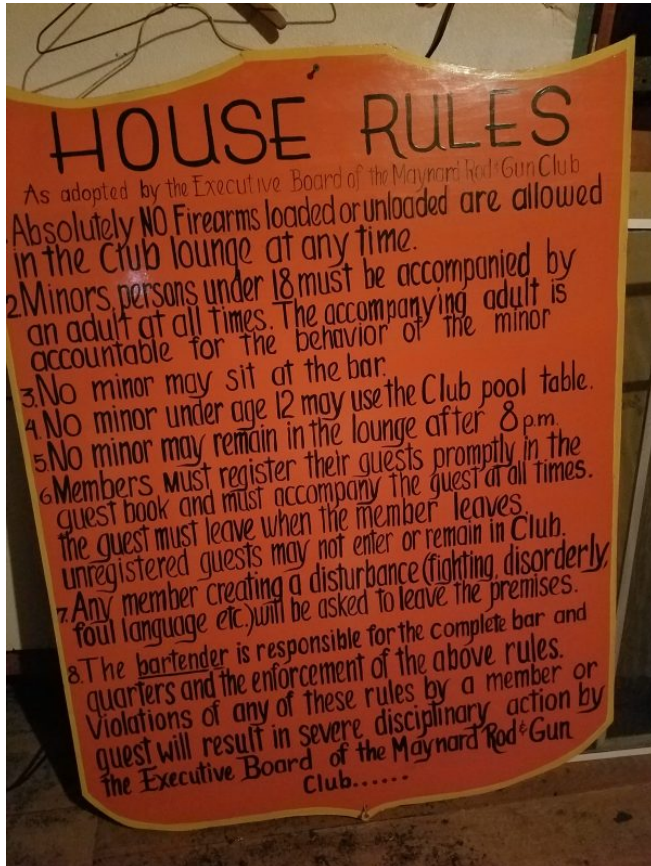 HOUSE RULES
As adopted by the Executive Board of the Maynard Rod & Gun Club
Absolutely NO Firearms loaded or unloaded are allowed
in the Club lounge at any time.
2. Minors, persons under 18 must be accompanied by
an adult at all times. The accompanying adult is
accountable for the behavior of the minor
3. No minor may sit at the bar.
4. No minor under age 12 may use the Club pool table.
5. No minor may remain in the lounge after 8 p.m.
6. Members must register their guests promptly in the
guest book and must accompany the guest at all times.
the guest must leave when the member leaves.
unregistered guests may not enter or remain in Club.
7. Any member creating a disturbance (fighting, disorderly,
foul language etc.) will be asked to leave the premises.
8. The bartender is responsible for the complete bar and
quarters and the enforcement of the above rules.
Violations of any of these rules by a member or
guest will result in severe disciplinary action by
the Executive Board of the Maynard Rod & Gun
Club......